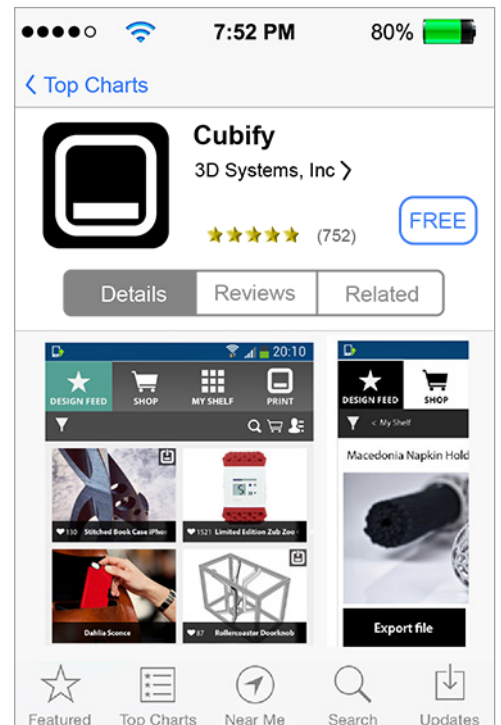 7:52 PM 80%
Top Charts
Cubify
3D Systems, Inc
(752)
FREE
Details Reviews Related
20:10
DESIGN FEED SHOP MY SHELF PRINT
130 Stitched Book Case iPhor
1521 Limited Edition Zub Zoo
Dahlia Sconce
87 Rollercoaster Doorknob
DESIGN FEED SHOP
< My Shelf
Macedonia Napkin Hold
Export file
Featured Top Charts Near Me Search Updates